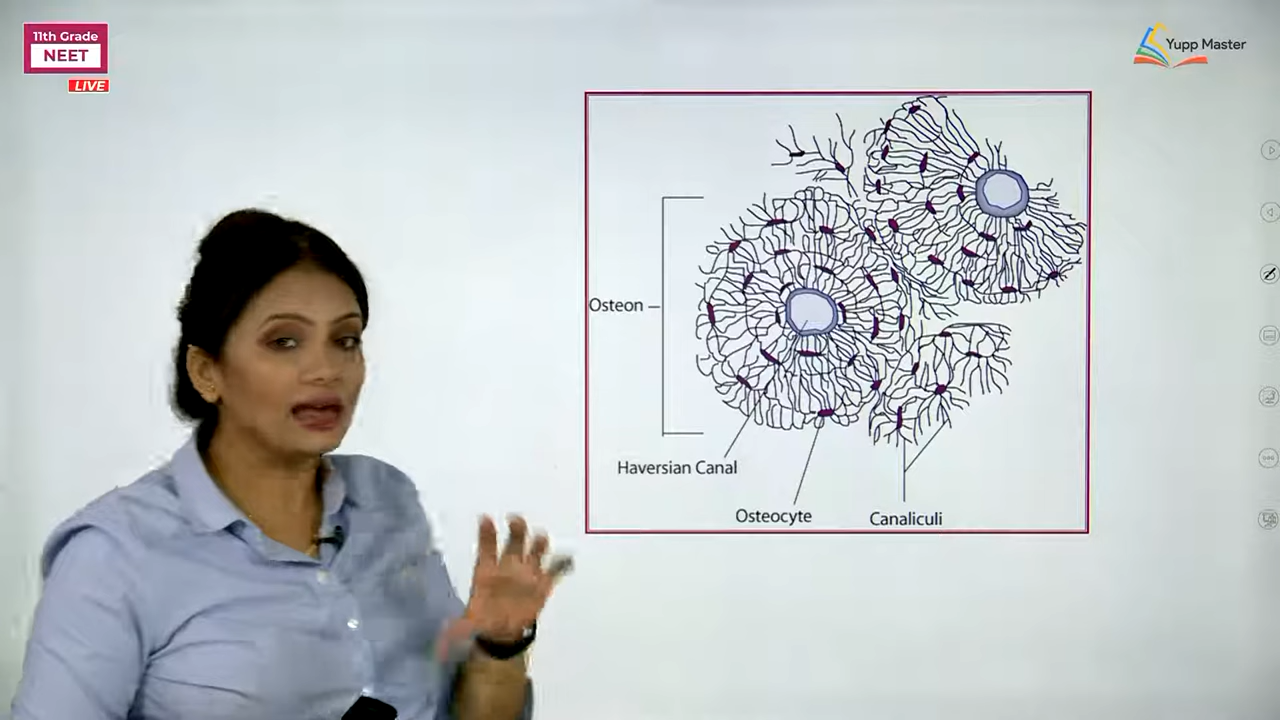 11th Grade
NEET
LIVE
Yupp Master
Osteon
Haversian Canal
Osteocyte
Canaliculi